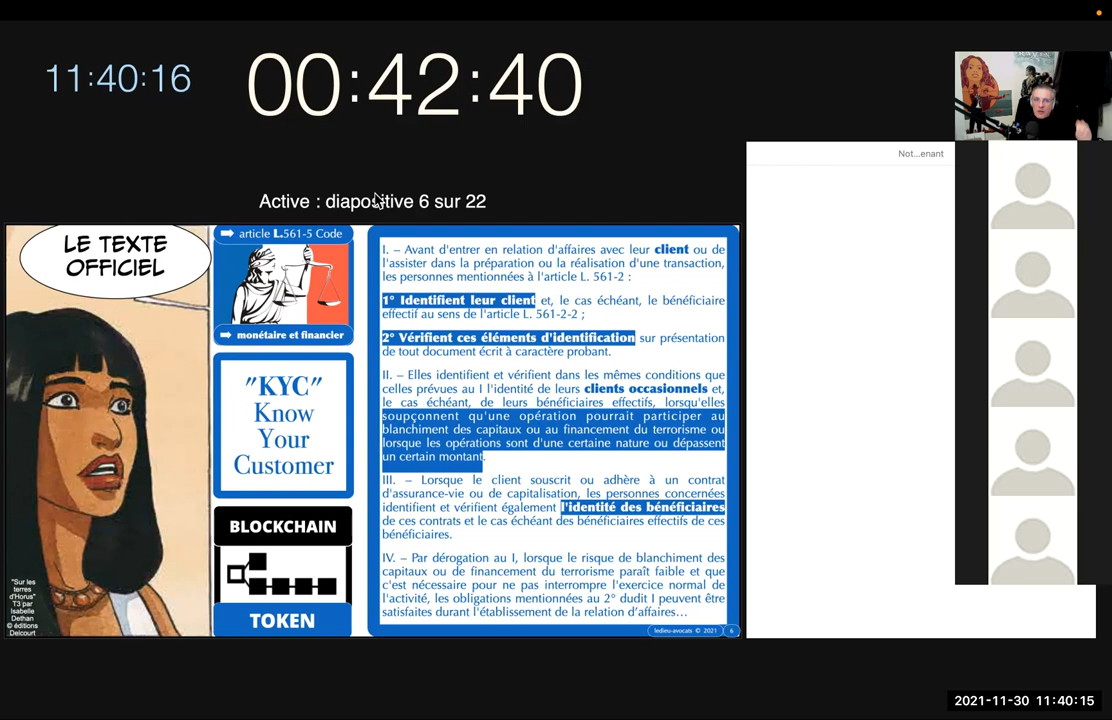 11:40:16
00:42:40
Active : diapositive 6 sur 22
Not...enant
LE TEXTE
OFFICIEL
"Sur les
terres
d'Horus"
T3 par
Isabelle
Dethan
© éditions
Delcourt
article L.561-5 Code
monétaire et financier
"KYC"
Know
Your
Customer
BLOCKCHAIN
TOKEN
I. – Avant d'entrer en relation d'affaires avec leur client ou de
l'assister dans la préparation ou la réalisation d'une transaction,
les personnes mentionnées à l'article L. 561-2 :
1° Identifient leur client et, le cas échéant, le bénéficiaire
effectif au sens de l'article L. 561-2-2 ;
2° Vérifient ces éléments d'identification sur présentation
de tout document écrit à caractère probant.
II. – Elles identifient et vérifient dans les mêmes conditions que
celles prévues au I l'identité de leurs clients occasionnels et,
le cas échéant, de leurs bénéficiaires effectifs, lorsqu'elles
soupçonnent qu'une opération pourrait participer au
blanchiment des capitaux ou au financement du terrorisme ou
lorsque les opérations sont d'une certaine nature ou dépassent
un certain montant.
III. – Lorsque le client souscrit ou adhère à un contrat
d'assurance-vie ou de capitalisation, les personnes concernées
identifient et vérifient également l'identité des bénéficiaires
de ces contrats et le cas échéant des bénéficiaires effectifs de ces
bénéficiaires.
IV. – Par dérogation au I, lorsque le risque de blanchiment des
capitaux ou de financement du terrorisme paraît faible et que
c'est nécessaire pour ne pas interrompre l'exercice normal de
l'activité, les obligations mentionnées au 2° dudit I peuvent être
satisfaites durant l'établissement de la relation d'affaires…
ledieu-avocats © 2021 6
2021-11-30 11:40:15